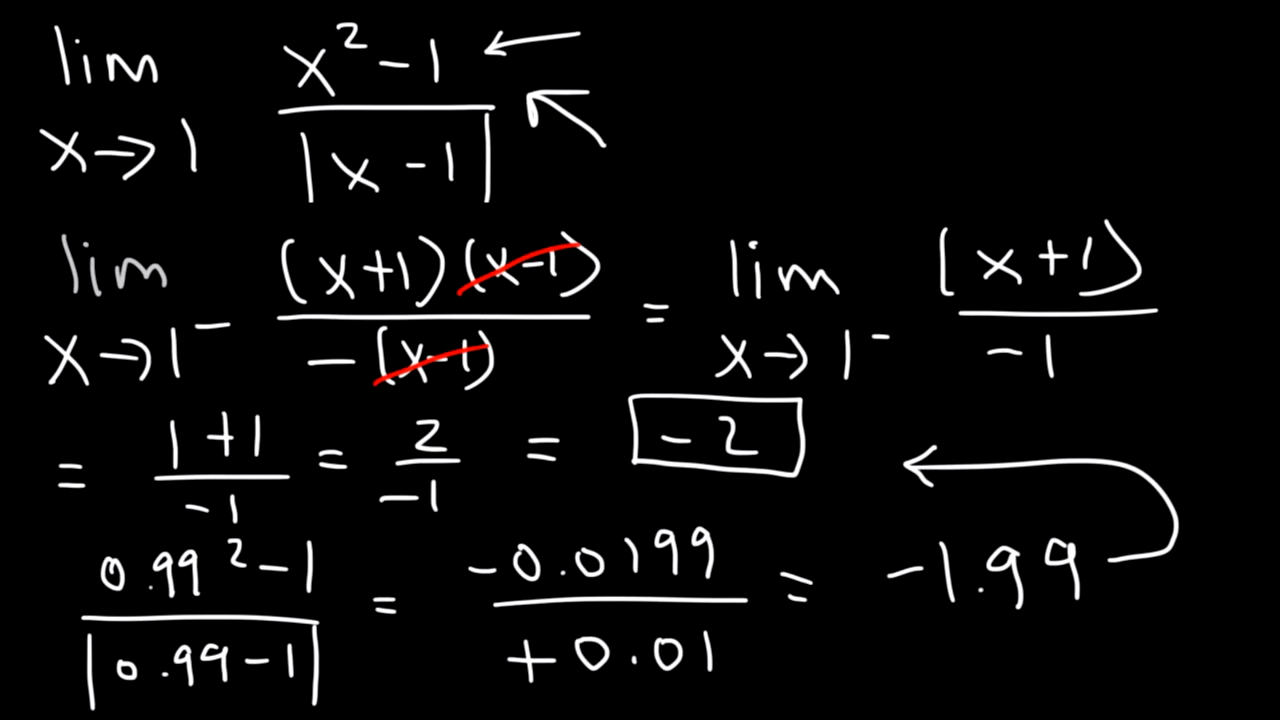 lim x→1 (x² - 1) / |x - 1|
lim x→1⁻ (x+1)(x-1) / -(x-1) = lim x→1⁻ (x+1) / -1
= (1+1) / -1 = 2 / -1 = -2
(0.99² - 1) / |0.99 - 1| = -0.0199 / +0.01 = -1.99